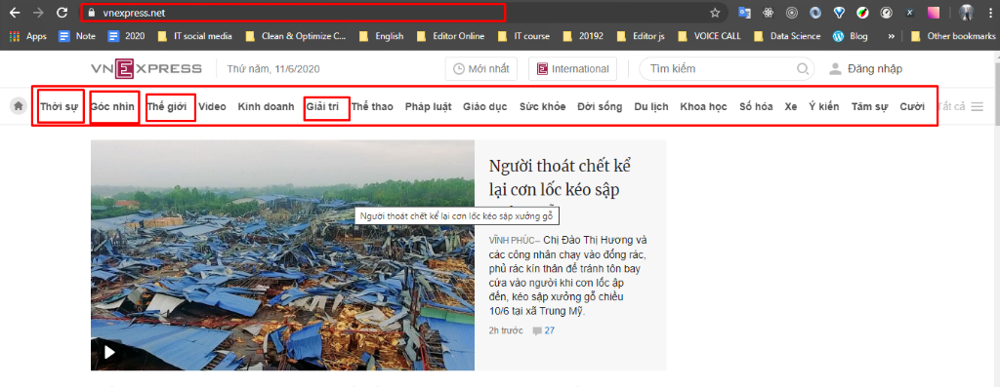 vnexpress.net
Apps Note 2020 IT social media Clean & Optimize C... English Editor Online IT course 20192 Editor js VOICE CALL Data Science Blog » Other bookmarks
VNEXPRESS Thứ năm, 11/6/2020 Mới nhất International Tìm kiếm Đăng nhập
Thời sự Góc nhìn Thế giới Video Kinh doanh Giải trí Thể thao Pháp luật Giáo dục Sức khỏe Đời sống Du lịch Khoa học Số hóa Xe Ý kiến Tâm sự Cười Tất cả
Người thoát chết kể
lại cơn lốc kéo sập
Người thoát chết kể lại cơn lốc kéo sập xưởng gỗ
VĨNH PHÚC– Chị Đào Thị Hương và
các công nhân chạy vào đống rác,
phủ rác kín thân để tránh tôn bay
cứa vào người khi cơn lốc ập
đến, kéo sập xưởng gỗ chiều
10/6 tại xã Trung Mỹ.
2h trước 27